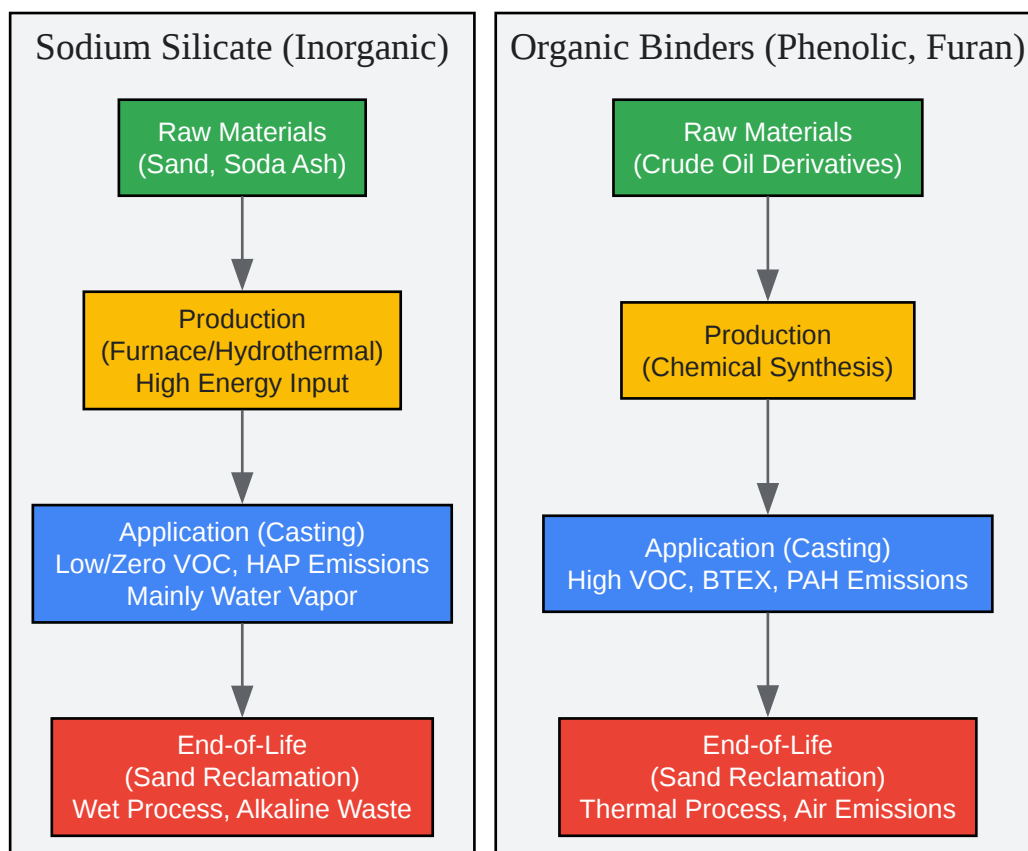 Sodium Silicate (Inorganic)
Raw Materials
(Sand, Soda Ash)
Production
(Furnace/Hydrothermal)
High Energy Input
Application (Casting)
Low/Zero VOC, HAP Emissions
Mainly Water Vapor
End-of-Life
(Sand Reclamation)
Wet Process, Alkaline Waste
Organic Binders (Phenolic, Furan)
Raw Materials
(Crude Oil Derivatives)
Production
(Chemical Synthesis)
Application (Casting)
High VOC, BTEX, PAH Emissions
End-of-Life
(Sand Reclamation)
Thermal Process, Air Emissions